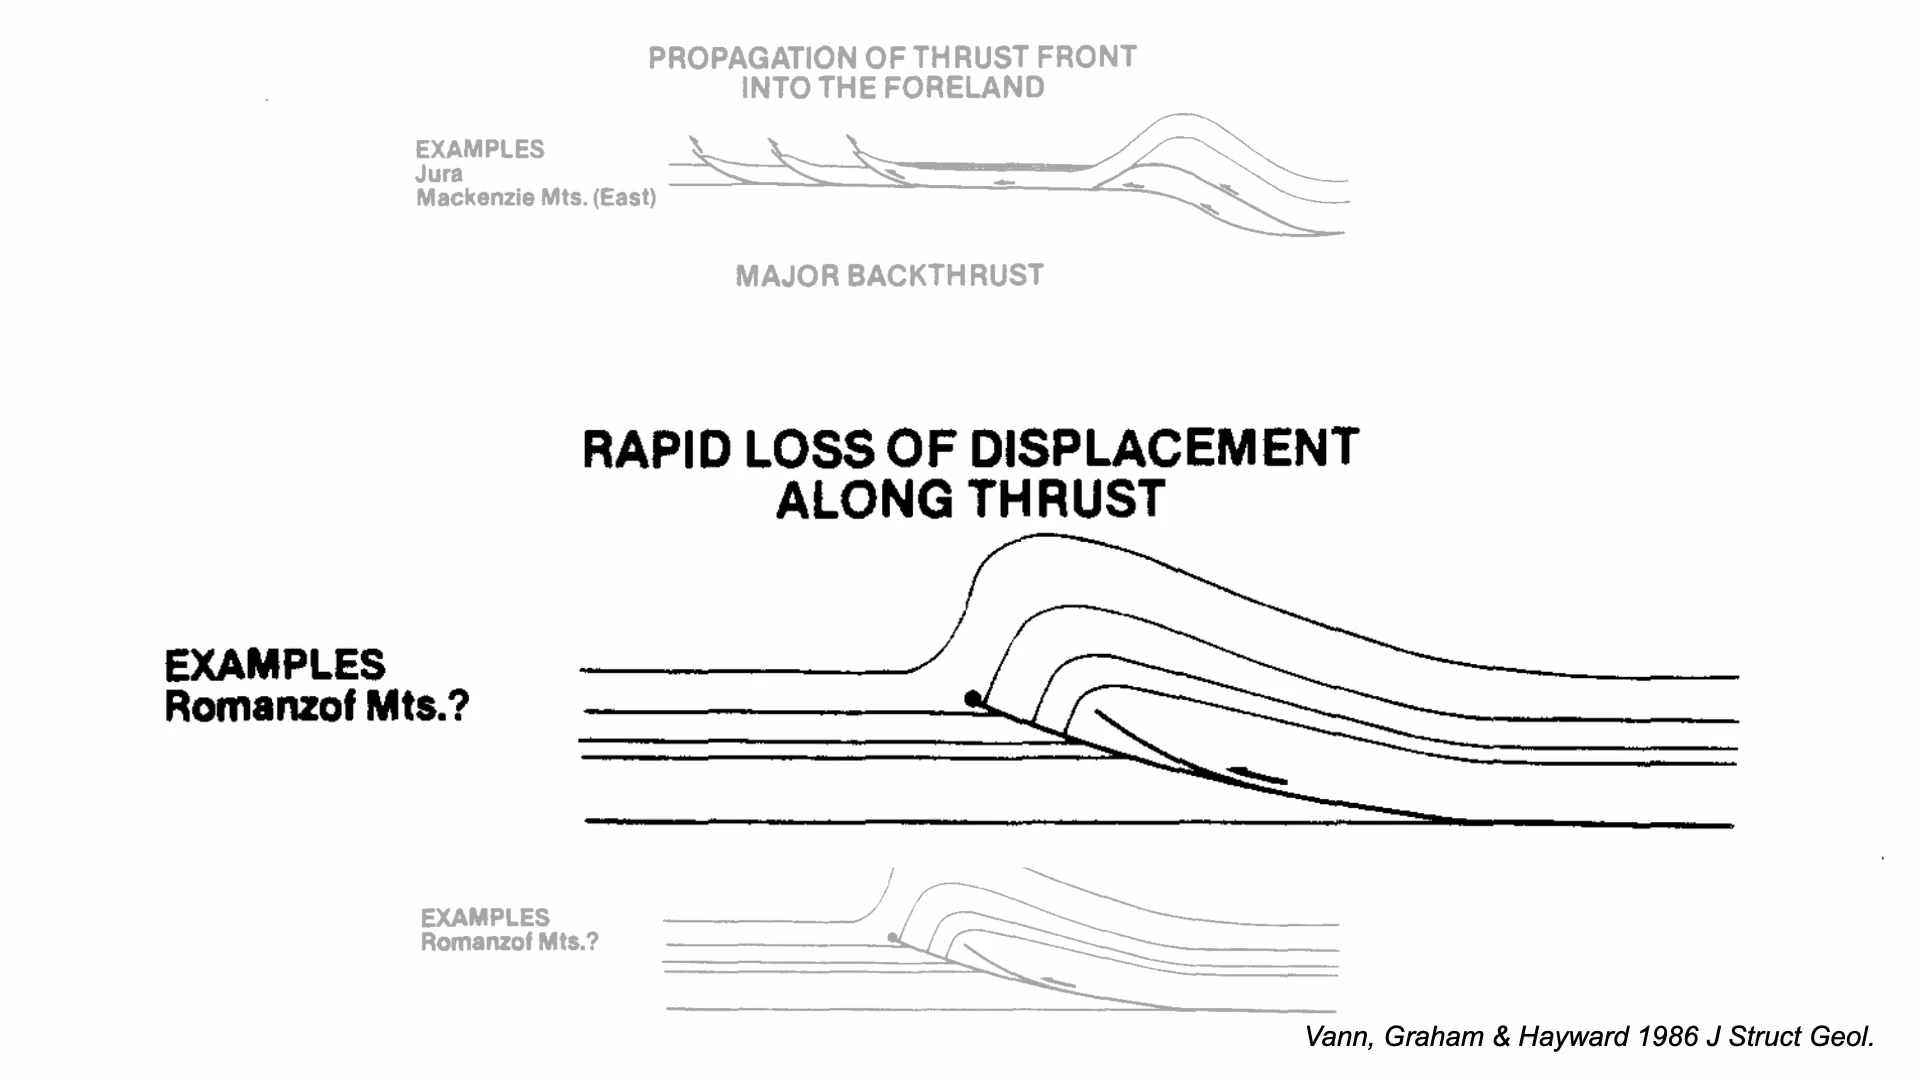 PROPAGATION OF THRUST FRONT
INTO THE FORELAND
EXAMPLES
Jura
Mackenzie Mts. (East)
MAJOR BACKTHRUST
RAPID LOSS OF DISPLACEMENT
ALONG THRUST
EXAMPLES
Romanzof Mts.?
EXAMPLES
Romanzof Mts.?
Vann, Graham & Hayward 1986 J Struct Geol.